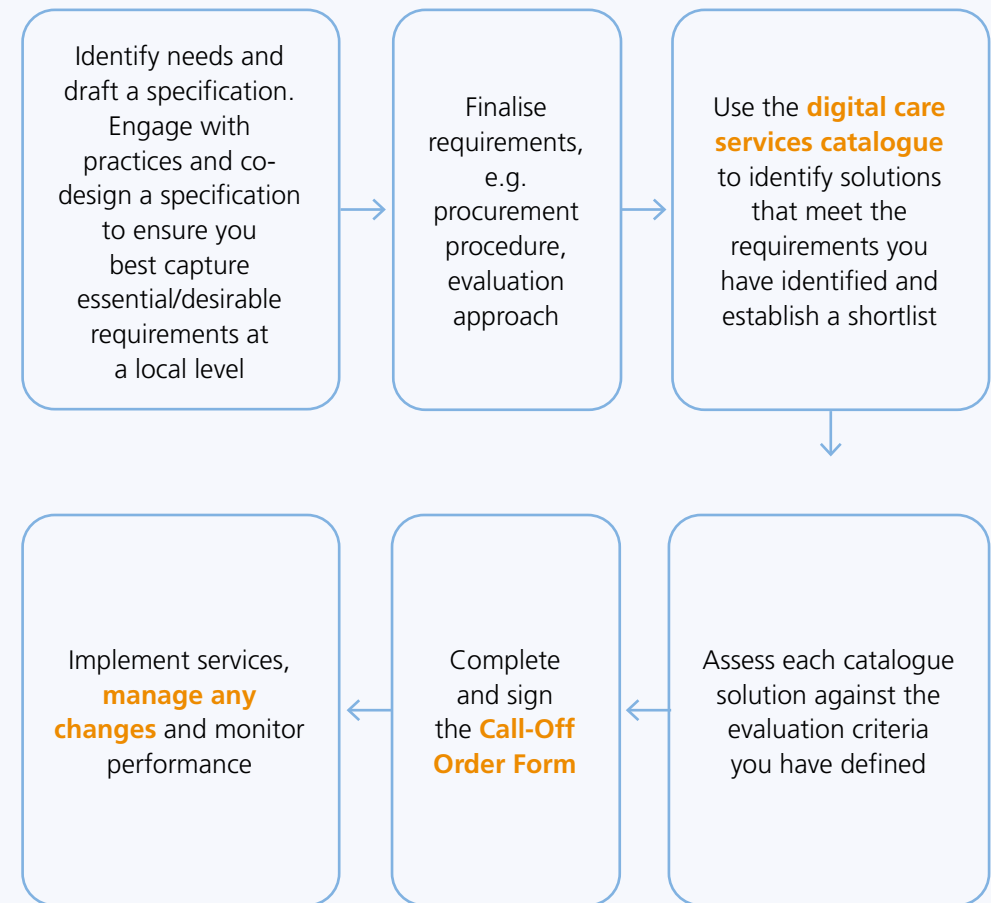 Identify needs and
draft a specification.
Engage with
practices and co-
design a specification
to ensure you
best capture
essential/desirable
requirements at
a local level
Finalise
requirements,
e.g.
procurement
procedure,
evaluation
approach
Use the digital care
services catalogue
to identify solutions
that meet the
requirements you
have identified and
establish a shortlist
Assess each catalogue
solution against the
evaluation criteria
you have defined
Complete
and sign
the Call-Off
Order Form
Implement services,
manage any
changes and monitor
performance